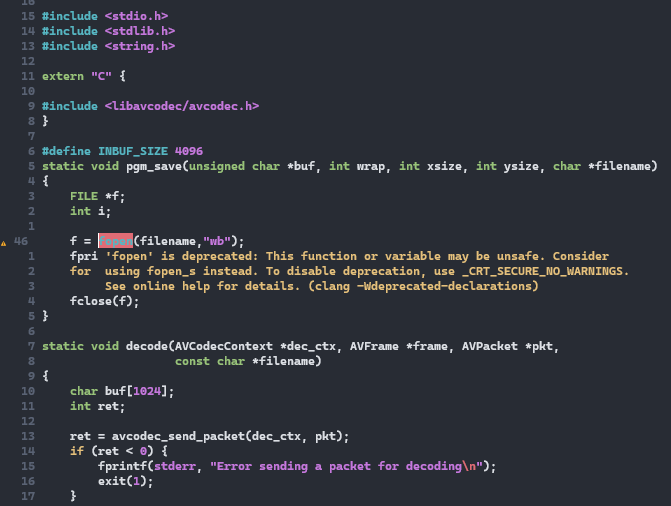 16
15 #include <stdio.h>
14 #include <stdlib.h>
13 #include <string.h>
12
11 extern "C" {
10
9 #include <libavcodec/avcodec.h>
8 }
7
6 #define INBUF_SIZE 4096
5 static void pgm_save(unsigned char *buf, int wrap, int xsize, int ysize, char *filename)
4 {
3 FILE *f;
2 int i;
1
46 f = fopen(filename,"wb");
1 fpri 'fopen' is deprecated: This function or variable may be unsafe. Consider
2 for using fopen_s instead. To disable deprecation, use _CRT_SECURE_NO_WARNINGS.
3 See online help for details. (clang -Wdeprecated-declarations)
4 fclose(f);
5 }
6
7 static void decode(AVCodecContext *dec_ctx, AVFrame *frame, AVPacket *pkt,
8 const char *filename)
9 {
10 char buf[1024];
11 int ret;
12
13 ret = avcodec_send_packet(dec_ctx, pkt);
14 if (ret < 0) {
15 fprintf(stderr, "Error sending a packet for decoding\n");
16 exit(1);
17 }